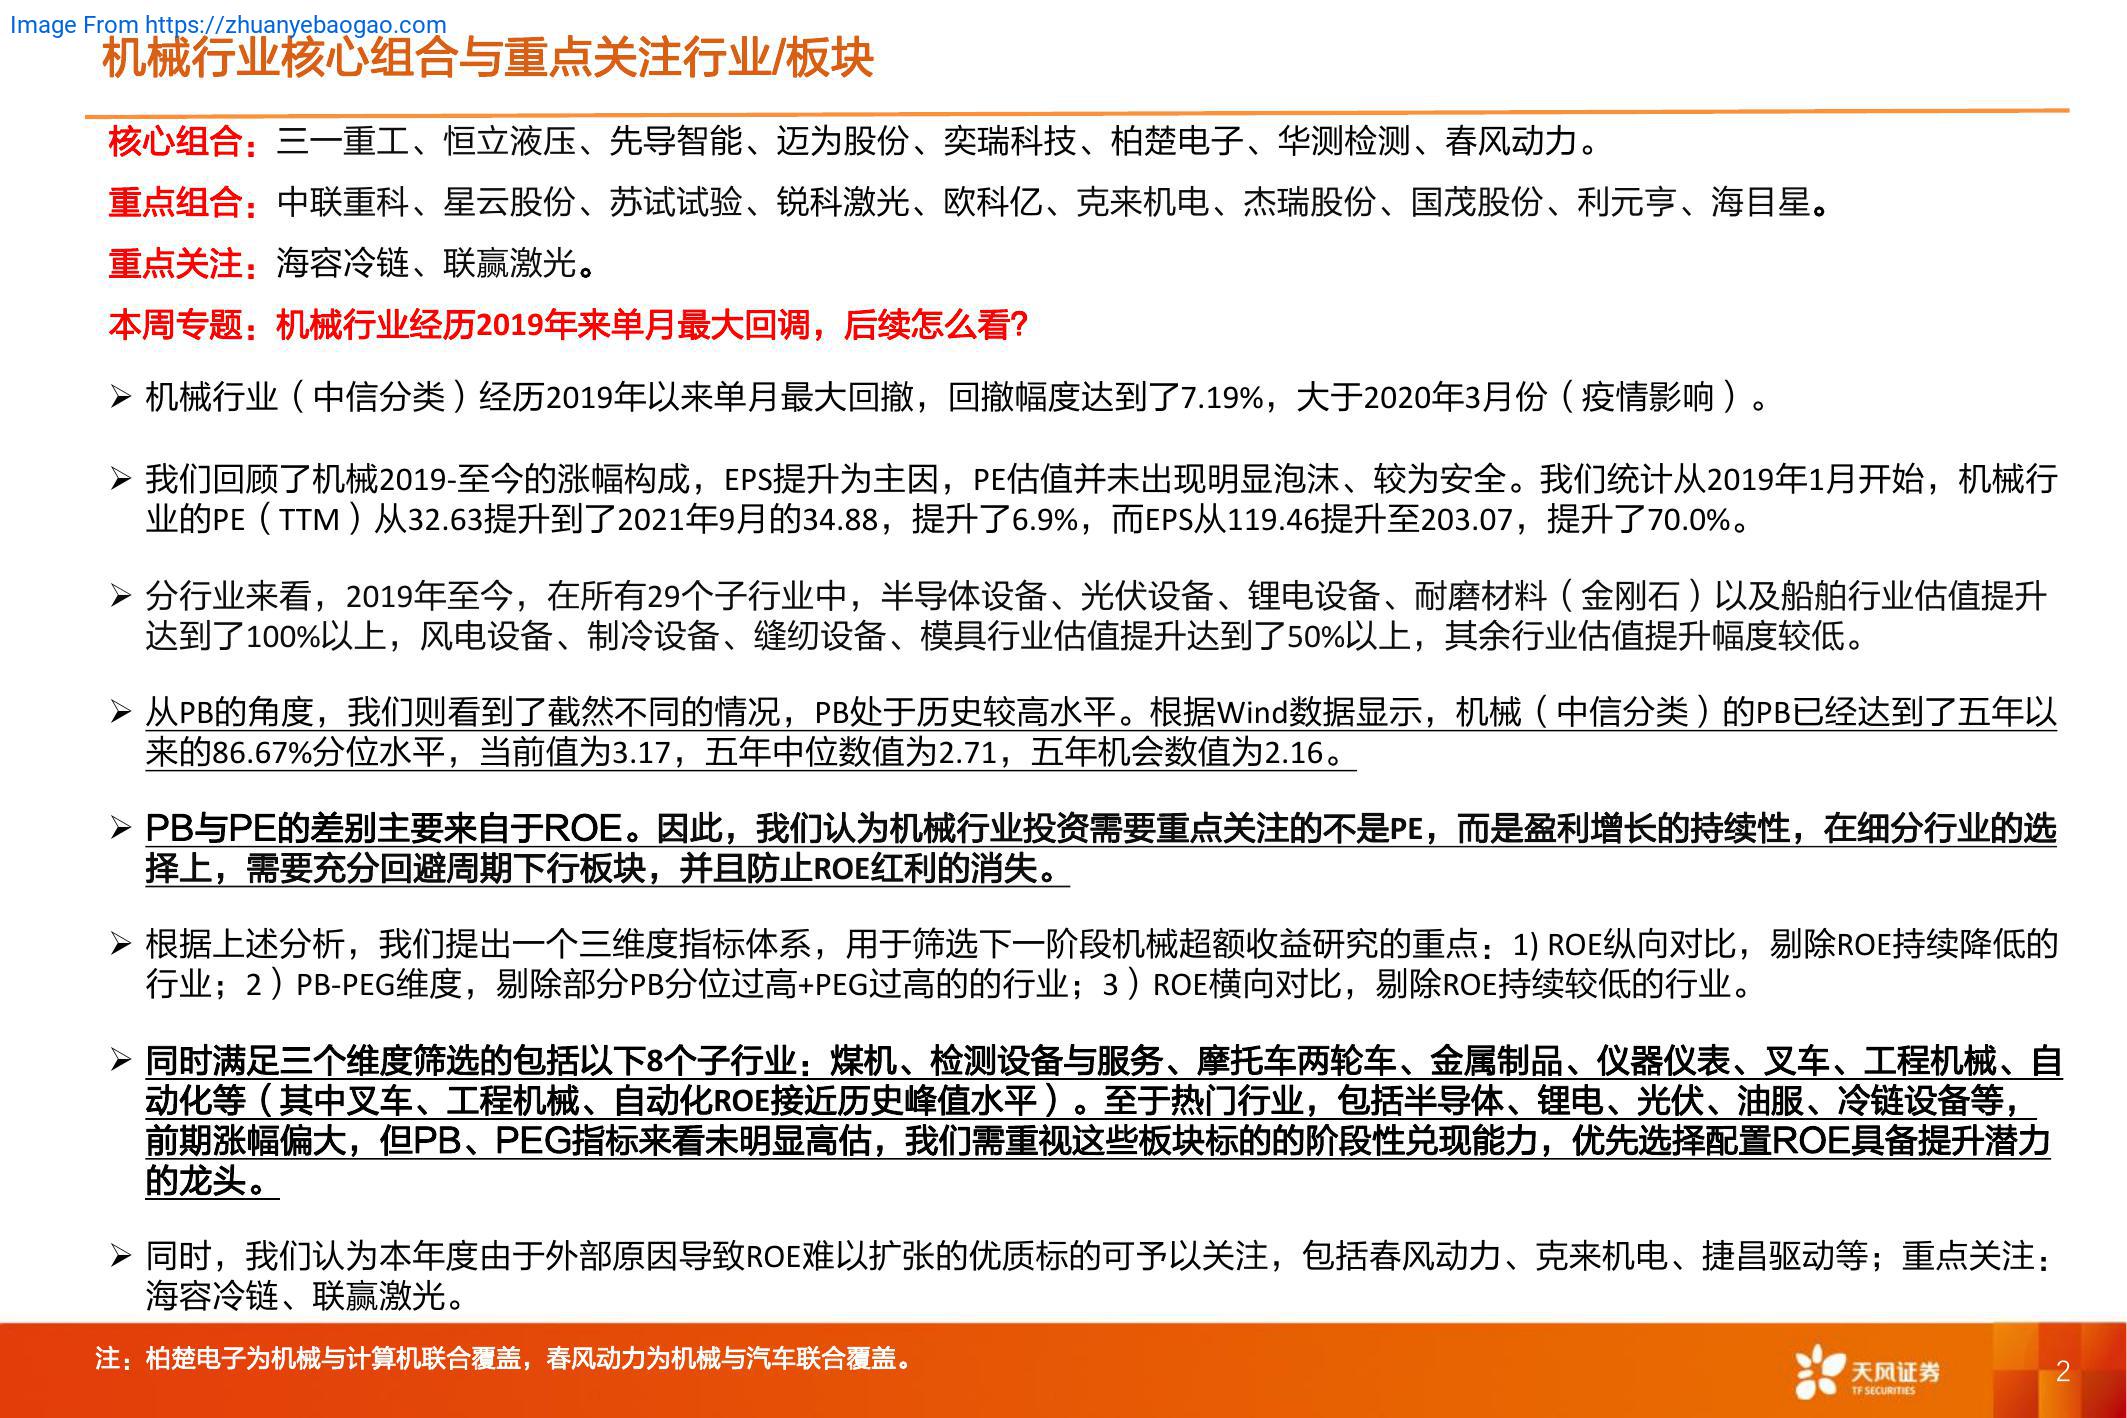 Image From https://zhuanyebaogao.com
机械行业核心组合与重点关注行业/板块
核心组合：三一重工、恒立液压、先导智能、迈为股份、奕瑞科技、柏楚电子、华测检测、春风动力。
重点组合：中联重科、星云股份、苏试试验、锐科激光、欧科亿、克来机电、杰瑞股份、国茂股份、利元亨、海目星。
重点关注：海容冷链、联赢激光。
本周专题：机械行业经历2019年来单月最大回调，后续怎么看？
➢ 机械行业（中信分类）经历2019年以来单月最大回撤，回撤幅度达到了7.19%，大于2020年3月份（疫情影响）。
➢ 我们回顾了机械2019-至今的涨幅构成，EPS提升为主因，PE估值并未出现明显泡沫、较为安全。我们统计从2019年1月开始，机械行
业的PE（TTM）从32.63提升到了2021年9月的34.88，提升了6.9%，而EPS从119.46提升至203.07，提升了70.0%。
➢ 分行业来看，2019年至今，在所有29个子行业中，半导体设备、光伏设备、锂电设备、耐磨材料（金刚石）以及船舶行业估值提升
达到了100%以上，风电设备、制冷设备、缝纫设备、模具行业估值提升达到了50%以上，其余行业估值提升幅度较低。
➢ 从PB的角度，我们则看到了截然不同的情况，PB处于历史较高水平。根据Wind数据显示，机械（中信分类）的PB已经达到了五年以
来的86.67%分位水平，当前值为3.17，五年中位数值为2.71，五年机会数值为2.16。
➢ PB与PE的差别主要来自于ROE。因此，我们认为机械行业投资需要重点关注的不是PE，而是盈利增长的持续性，在细分行业的选
择上，需要充分回避周期下行板块，并且防止ROE红利的消失。
➢ 根据上述分析，我们提出一个三维度指标体系，用于筛选下一阶段机械超额收益研究的重点：1) ROE纵向对比，剔除ROE持续降低的
行业；2）PB-PEG维度，剔除部分PB分位过高+PEG过高的的行业；3）ROE横向对比，剔除ROE持续较低的行业。
➢ 同时满足三个维度筛选的包括以下8个子行业：煤机、检测设备与服务、摩托车两轮车、金属制品、仪器仪表、叉车、工程机械、自
动化等（其中叉车、工程机械、自动化ROE接近历史峰值水平）。至于热门行业，包括半导体、锂电、光伏、油服、冷链设备等，
前期涨幅偏大，但PB、PEG指标来看未明显高估，我们需重视这些板块标的的阶段性兑现能力，优先选择配置ROE具备提升潜力
的龙头。
➢ 同时，我们认为本年度由于外部原因导致ROE难以扩张的优质标的可予以关注，包括春风动力、克来机电、捷昌驱动等；重点关注：
海容冷链、联赢激光。
注：柏楚电子为机械与计算机联合覆盖，春风动力为机械与汽车联合覆盖。
天风证券
TF SECURITIES
2